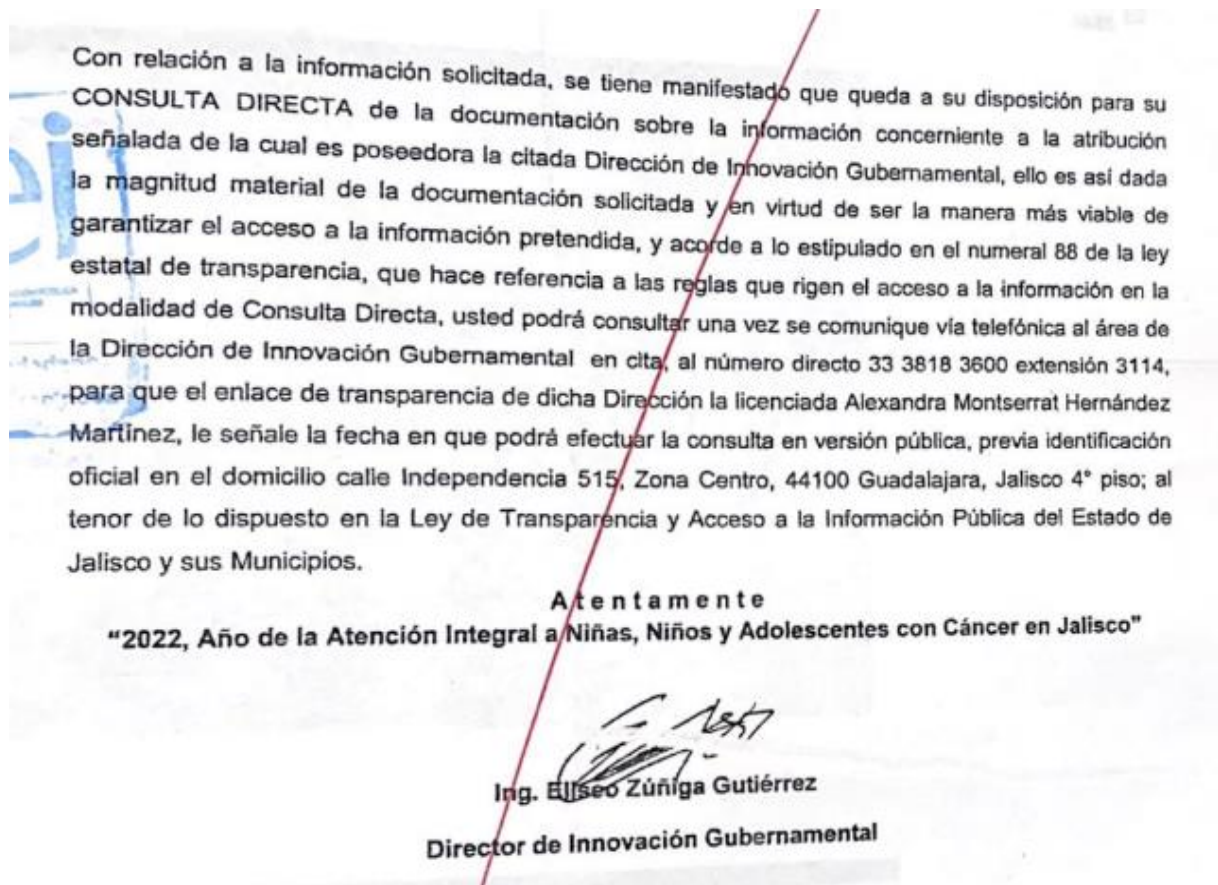 Con relación a la información solicitada, se tiene manifestado que queda a su disposición para su
CONSULTA DIRECTA de la documentación sobre la información concerniente a la atribución
señalada de la cual es poseedora la citada Dirección de Innovación Gubernamental, ello es así dada
la magnitud material de la documentación solicitada y en virtud de ser la manera más viable de
garantizar el acceso a la información pretendida, y acorde a lo estipulado en el numeral 88 de la ley
estatal de transparencia, que hace referencia a las reglas que rigen el acceso a la información en la
modalidad de Consulta Directa, usted podrá consultar una vez se comunique vía telefónica al área de
la Dirección de Innovación Gubernamental en cita, al número directo 33 3818 3600 extensión 3114,
para que el enlace de transparencia de dicha Dirección la licenciada Alexandra Montserrat Hernández
Martínez, le señale la fecha en que podrá efectuar la consulta en versión pública, previa identificación
oficial en el domicilio calle Independencia 515, Zona Centro, 44100 Guadalajara, Jalisco 4° piso; al
tenor de lo dispuesto en la Ley de Transparencia y Acceso a la Información Pública del Estado de
Jalisco y sus Municipios.
Atentamente
"2022, Año de la Atención Integral a Niñas, Niños y Adolescentes con Cáncer en Jalisco"
Ing. Eliseo Zúñiga Gutiérrez
Director de Innovación Gubernamental